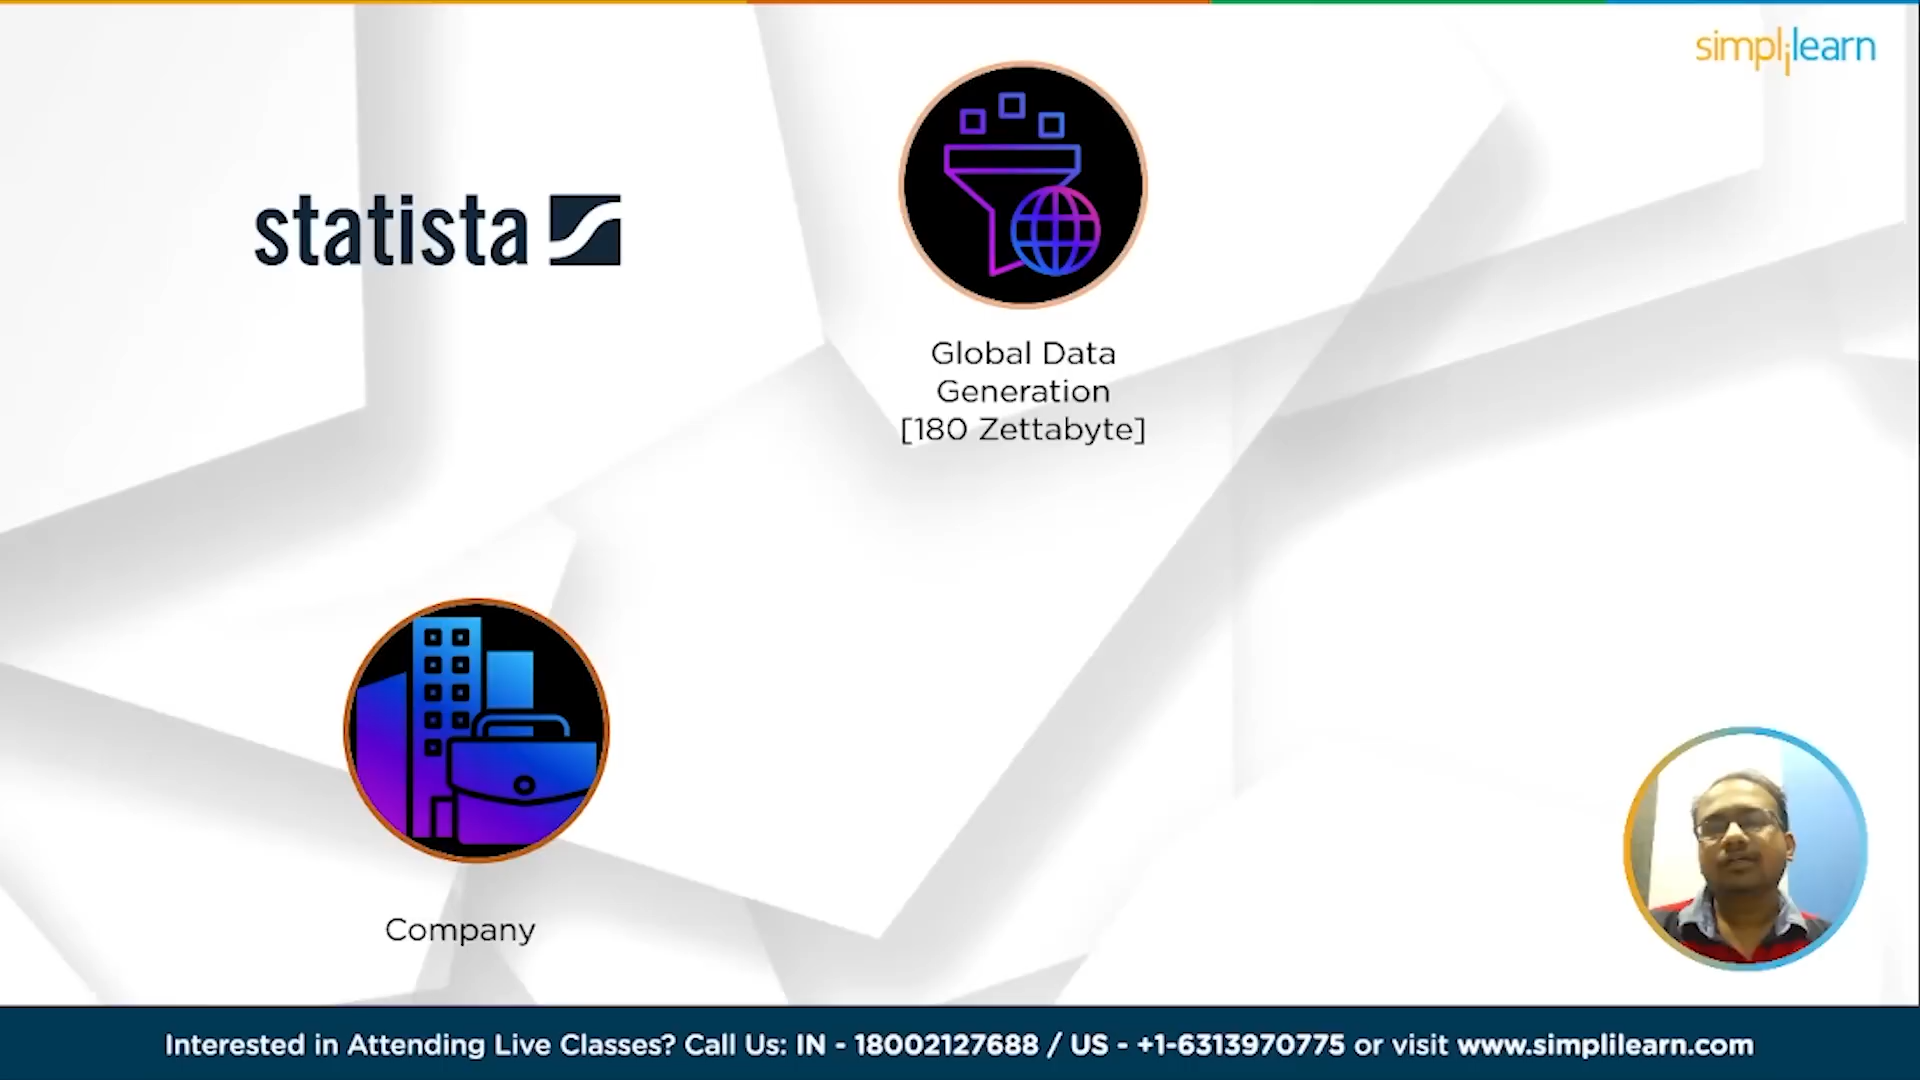 simplilearn
statista
Global Data
Generation
[180 Zettabyte]
Company
Interested in Attending Live Classes? Call Us: IN - 18002127688 / US - +1-6313970775 or visit www.simplilearn.com